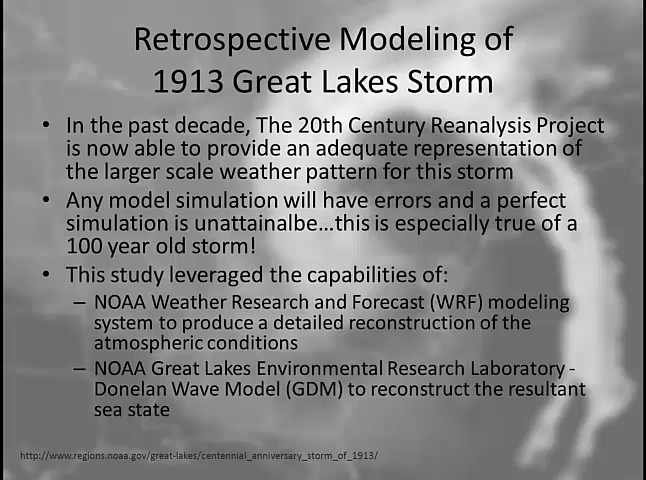 Retrospective Modeling of
1913 Great Lakes Storm
• In the past decade, The 20th Century Reanalysis Project
is now able to provide an adequate representation of
the larger scale weather pattern for this storm
• Any model simulation will have errors and a perfect
simulation is unattainalbe...this is especially true of a
100 year old storm!
• This study leveraged the capabilities of:
– NOAA Weather Research and Forecast (WRF) modeling
system to produce a detailed reconstruction of the
atmospheric conditions
– NOAA Great Lakes Environmental Research Laboratory -
Donelan Wave Model (GDM) to reconstruct the resultant
sea state
http://www.regions.noaa.gov/great-lakes/centennial_anniversary_storm_of_1913/